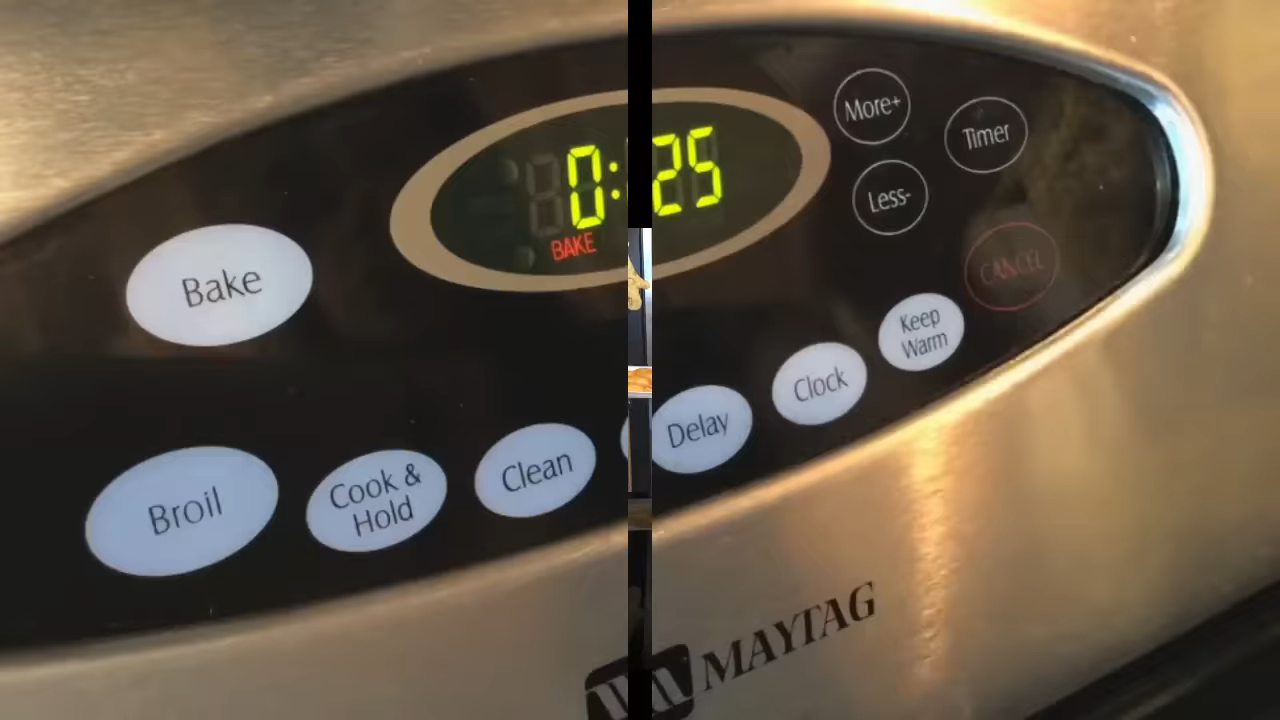 More+
Timer
0:25
Less-
BAKE
CANCEL
Bake
Keep
Warm
Clock
Delay
Clean
Cook &
Hold
Broil
MAYTAG